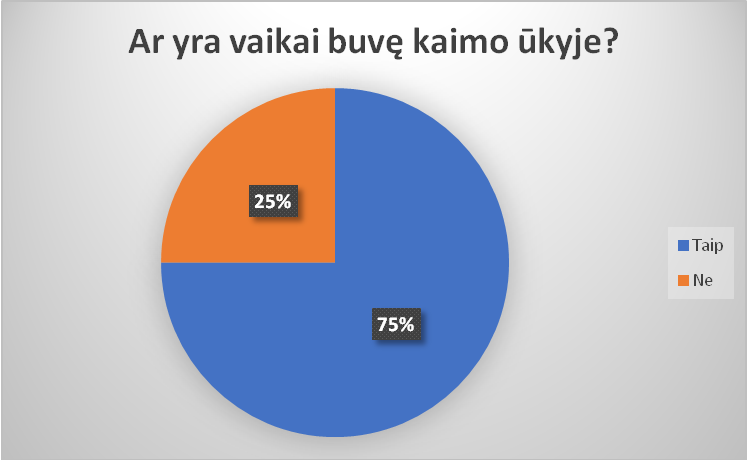 Ar yra vaikai buvę kaimo ūkyje?
25%
75%
Taip
Ne